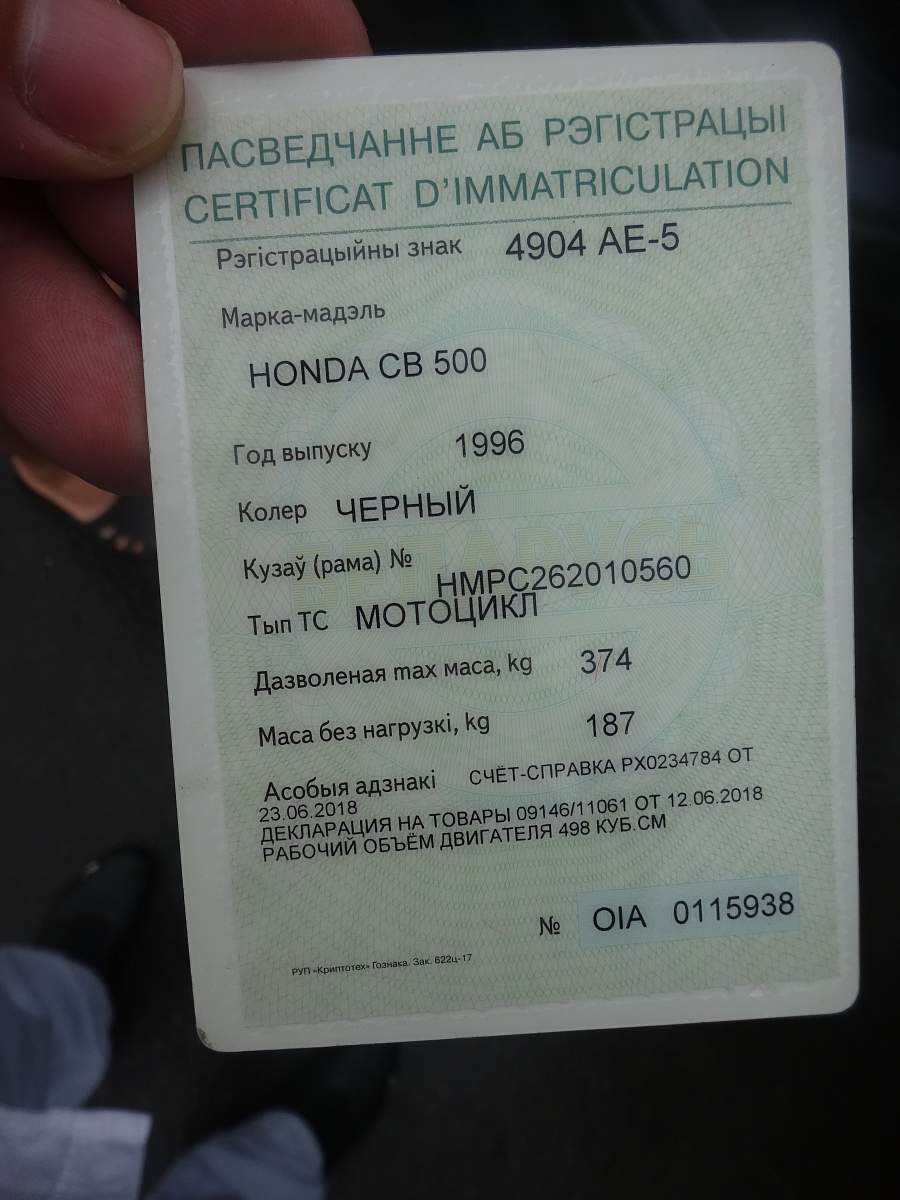 ПАСВЕДЧАННЕ АБ РЭГІСТРАЦЫІ
CERTIFICAT D'IMMATRICULATION
Рэгістрацыйны знак 4904 AE-5
Марка-мадэль
HONDA CB 500
Год выпуску 1996
Колер ЧЕРНЫЙ
Кузаў (рама) № HMPC262010560
Тып ТС МОТОЦИКЛ
Дазволеная max маса, kg 374
Маса без нагрузкі, kg 187
Асобыя адзнакі СЧЁТ-СПРАВКА РХ0234784 ОТ
23.06.2018
ДЕКЛАРАЦИЯ НА ТОВАРЫ 09146/11061 ОТ 12.06.2018
РАБОЧИЙ ОБЪЁМ ДВИГАТЕЛЯ 498 КУБ.СМ
БЕЛАРУСЬ
№ OIA 0115938
РУП «Криптотех» Гознака. Зак. 622ц-17